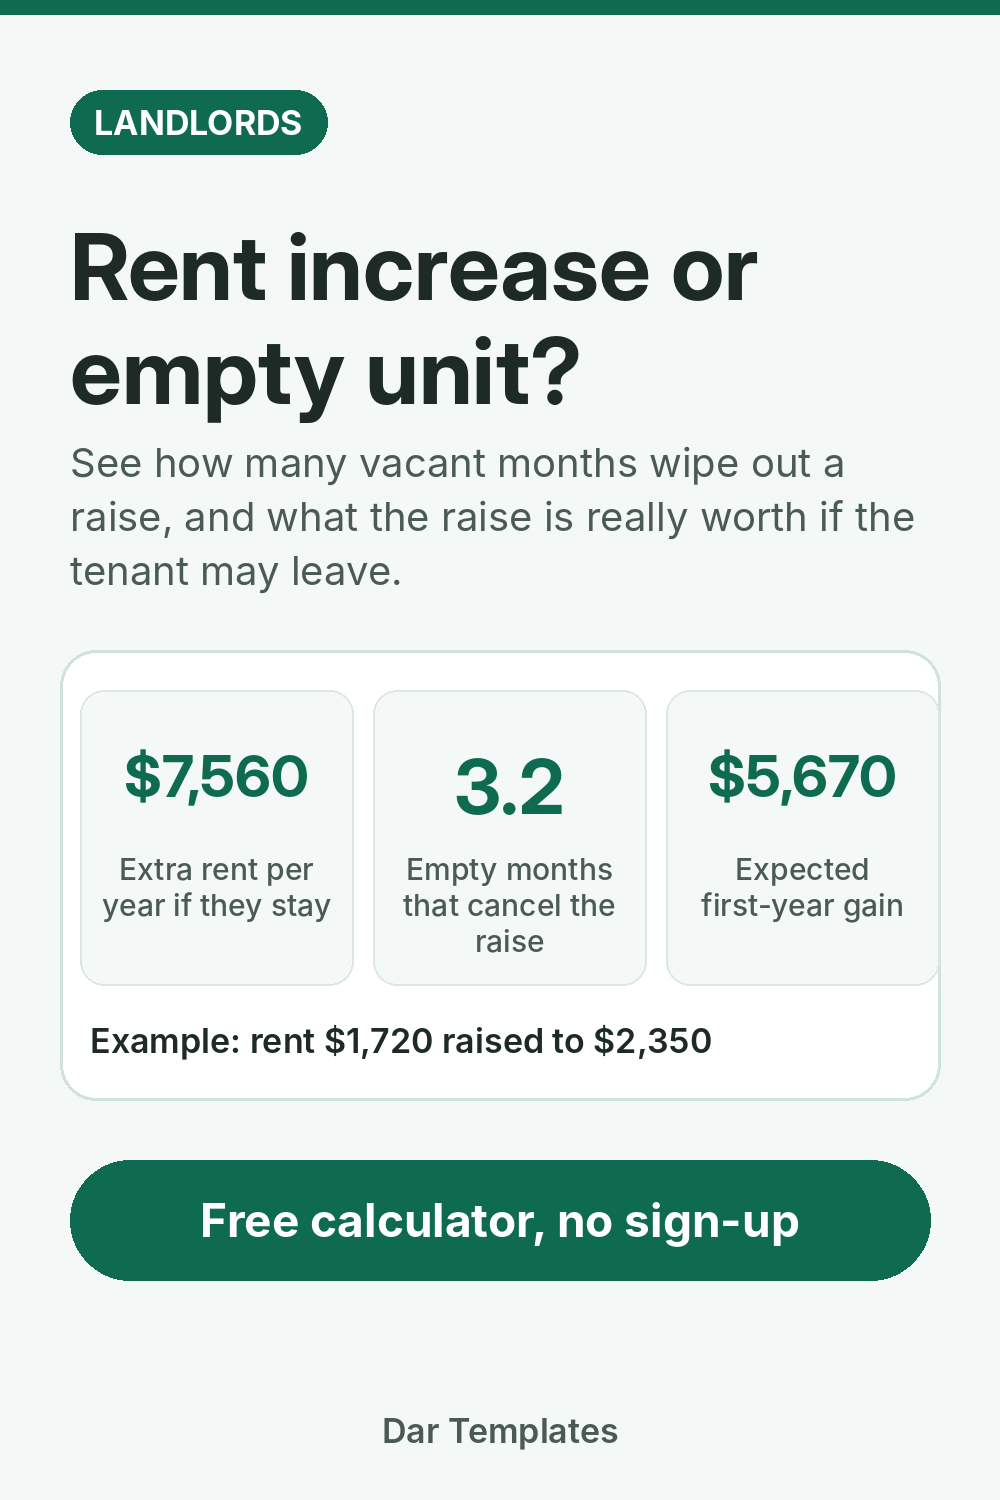 LANDLORDS
Rent increase or
empty unit?
See how many vacant months wipe out a
raise, and what the raise is really worth if the
tenant may leave.
$7,560
Extra rent per
year if they stay
3.2
Empty months
that cancel the
raise
$5,670
Expected
first-year gain
Example: rent $1,720 raised to $2,350
Free calculator, no sign-up
Dar Templates